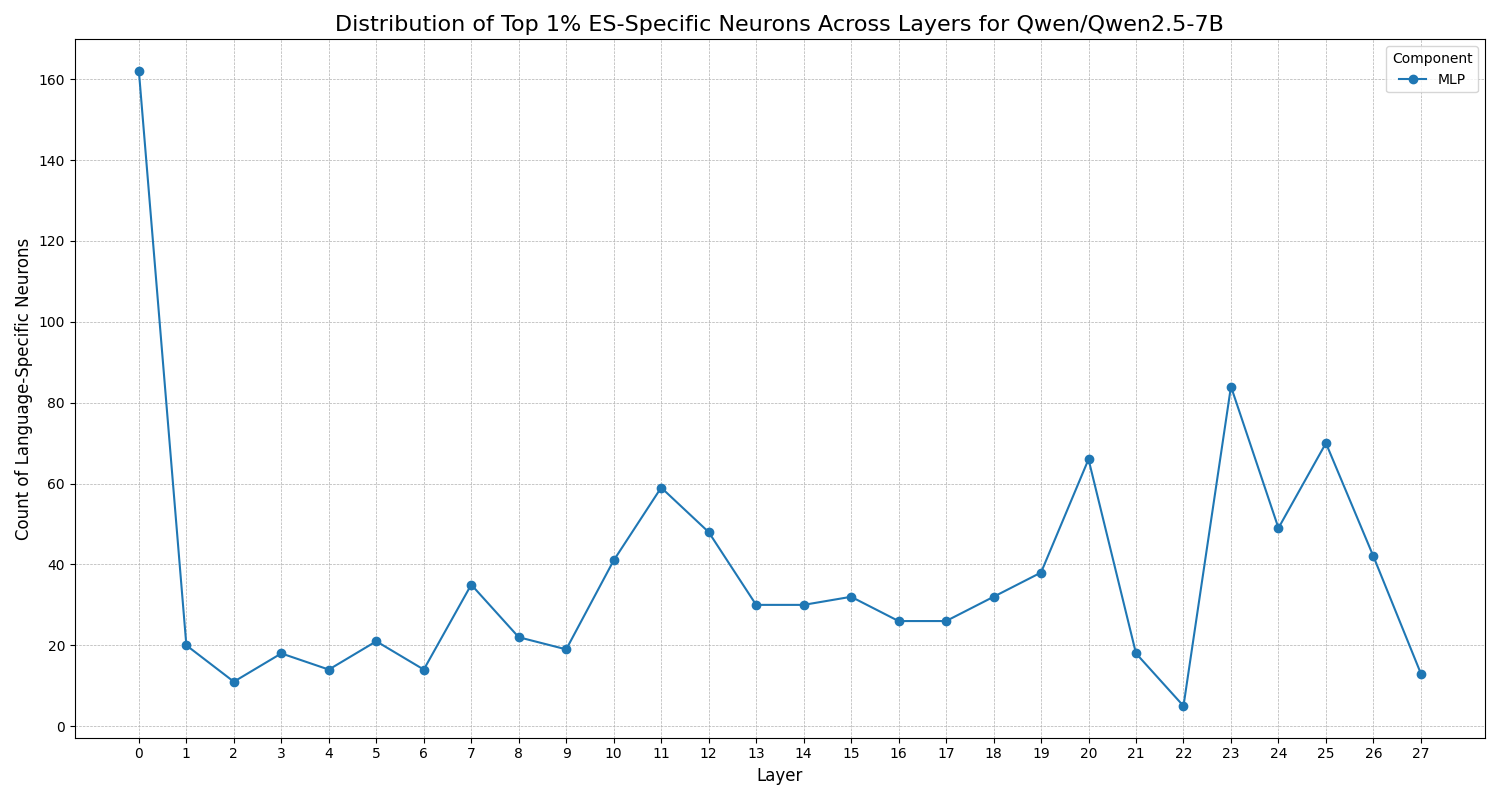 Distribution of Top 1% ES-Specific Neurons Across Layers for Qwen/Qwen2.5-7B
Component
MLP
Count of Language-Specific Neurons
160
140
120
100
80
60
40
20
0
0 1 2 3 4 5 6 7 8 9 10 11 12 13 14 15 16 17 18 19 20 21 22 23 24 25 26 27
Layer